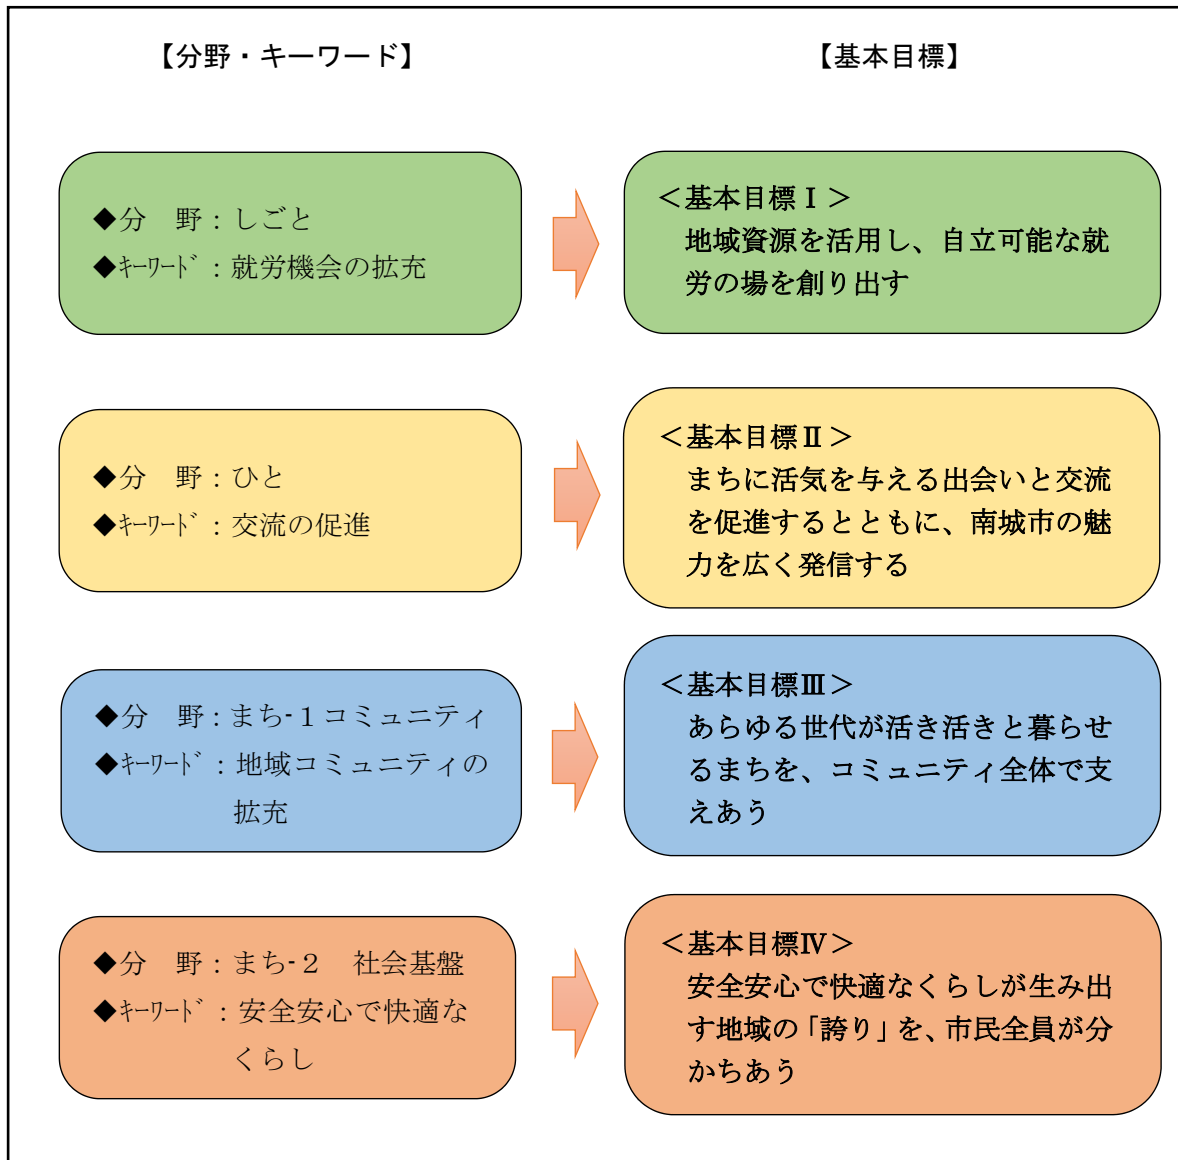 【分野・キーワード】
【基本目標】
◆分　野：しごと
◆ｷｰﾜｰﾄﾞ：就労機会の拡充
＜基本目標Ⅰ＞
地域資源を活用し、自立可能な就
労の場を創り出す
◆分　野：ひと
◆ｷｰﾜｰﾄﾞ：交流の促進
＜基本目標Ⅱ＞
まちに活気を与える出会いと交流
を促進するとともに、南城市の魅
力を広く発信する
◆分　野：まち-１コミュニティ
◆ｷｰﾜｰﾄﾞ：地域コミュニティの
拡充
＜基本目標Ⅲ＞
あらゆる世代が活き活きと暮らせ
るまちを、コミュニティ全体で支
えあう
◆分　野：まち-２　社会基盤
◆ｷｰﾜｰﾄﾞ：安全安心で快適な
くらし
＜基本目標Ⅳ＞
安全安心で快適なくらしが生み出
す地域の「誇り」を、市民全員が分
かちあう